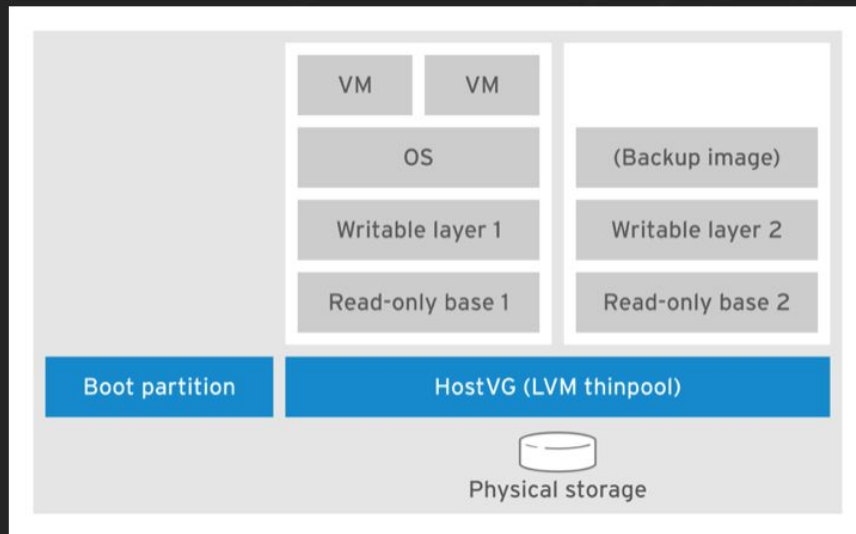 VM
VM
OS
(Backup image)
Writable layer 1
Writable layer 2
Read-only base 1
Read-only base 2
Boot partition
HostVG (LVM thinpool)
Physical storage